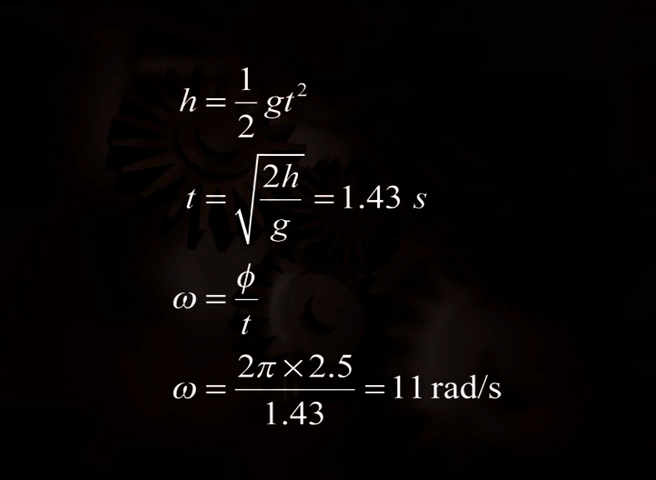 h = 1/2 gt²
t = √(2h/g) = 1.43 s
ω = ϕ/t
ω = 2π×2.5/1.43 = 11 rad/s